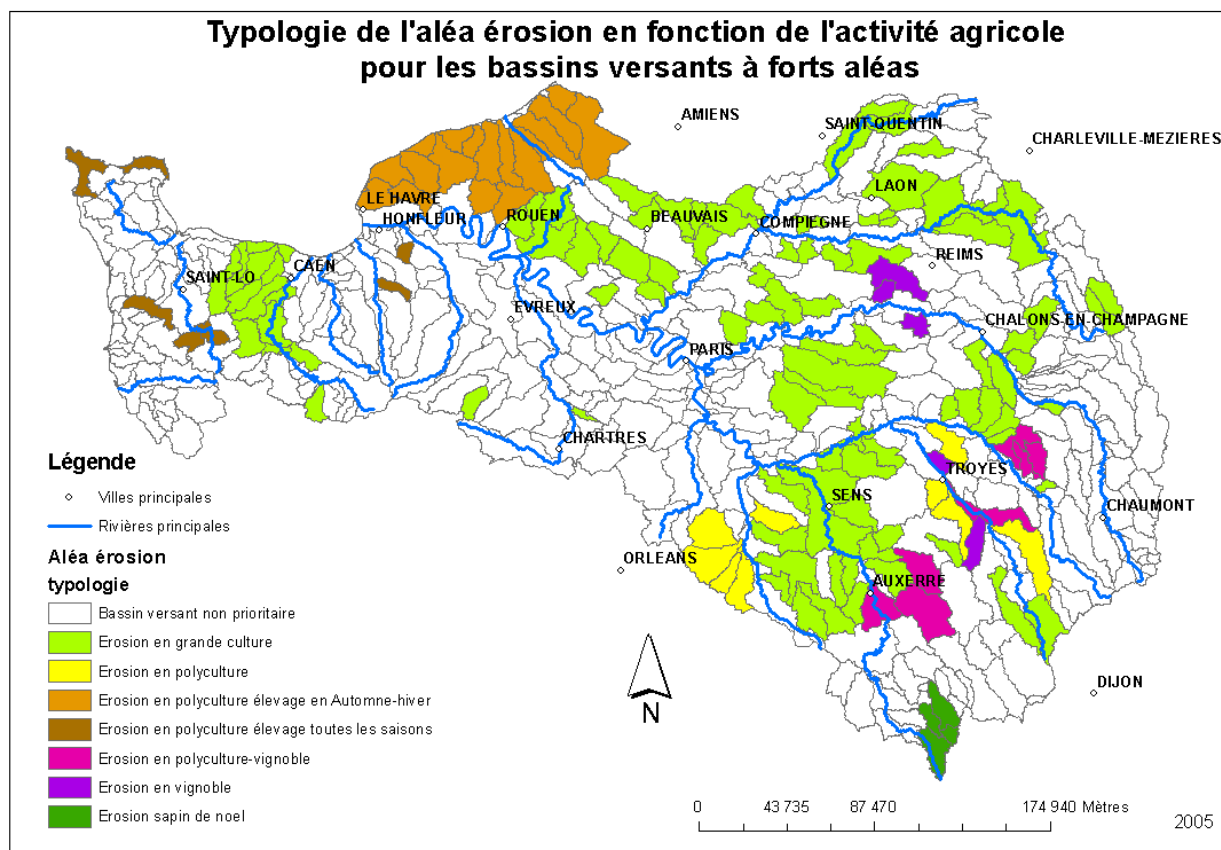 Typologie de l'aléa érosion en fonction de l'activité agricole
pour les bassins versants à forts aléas
AMIENS
SAINT-QUENTIN
CHARLEVILLE-MEZIERES
LAON
LE HAVRE
HONFLEUR
ROUEN
BEAUVAIS
COMPIEGNE
REIMS
CAEN
SAINT-LO
EVREUX
CHALONS-EN-CHAMPAGNE
PARIS
CHARTRES
TROYES
SENS
CHAUMONT
ORLEANS
AUXERRE
DIJON
Légende
Villes principales
Rivières principales
Aléa érosion
typologie
Bassin versant non prioritaire
Erosion en grande culture
Erosion en polyculture
Erosion en polyculture élevage en Automne-hiver
Erosion en polyculture élevage toutes les saisons
Erosion en polyculture-vignoble
Erosion en vignoble
Erosion sapin de noel
N
0 43 735 87 470 174 940 Mètres
2005